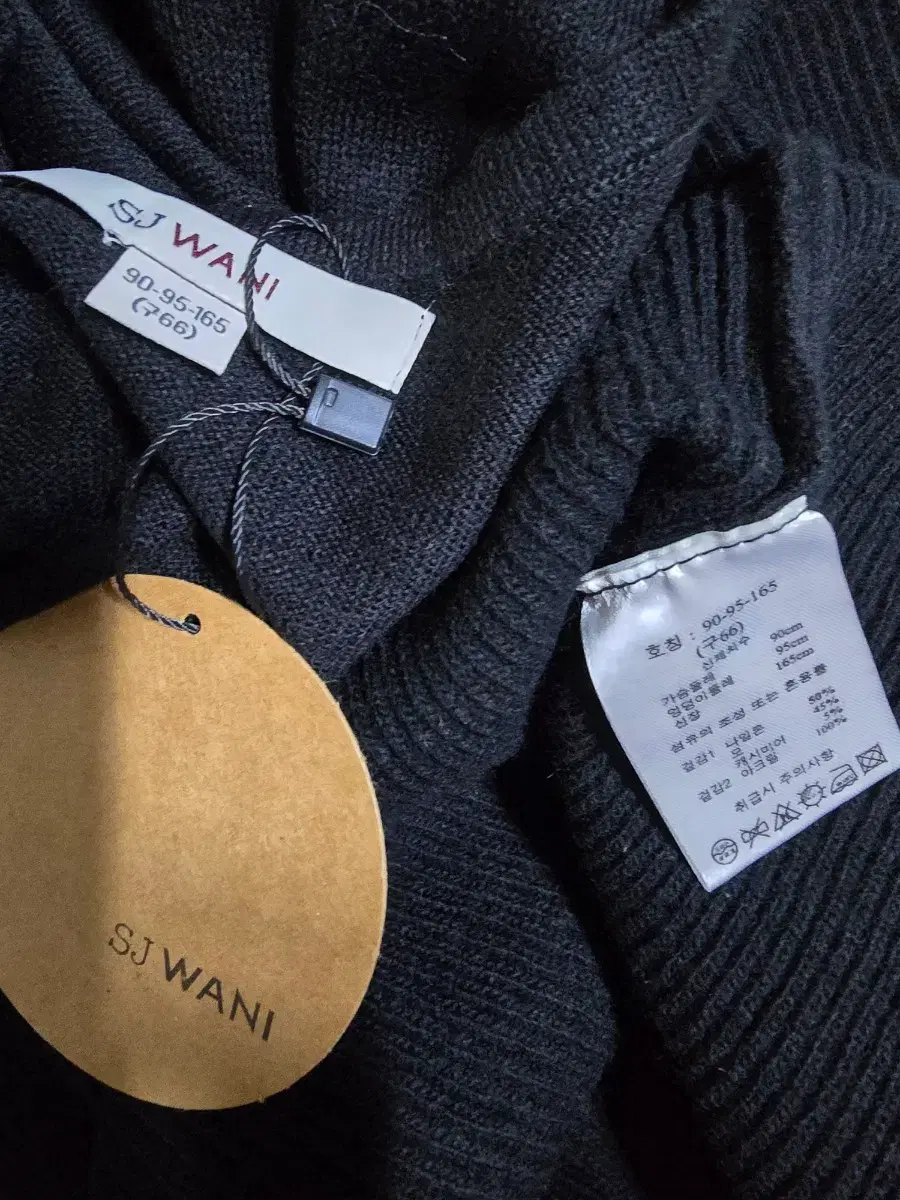 SJ WANI
90-95-165
(구66)
SJ WANI
호칭 : 90-95-165
(구66)
신체치수
가슴둘레 90cm
엉덩이둘레 95cm
신장 165cm
섬유의 조성 또는 혼용률
겉감1 나일론 50%
모 45%
캐시미어 5%
겉감2 아크릴 100%
취급시 주의사항